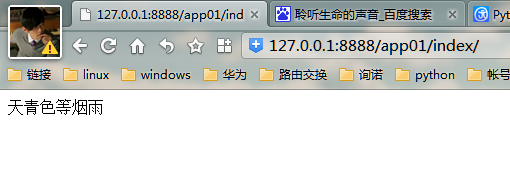 127.0.0.1:8888/app01/ind
聆听生命的声音_百度搜索
Pyt
127.0.0.1:8888/app01/index/
链接 linux windows 华为 路由交换 询诺 python 帐号
天青色等烟雨